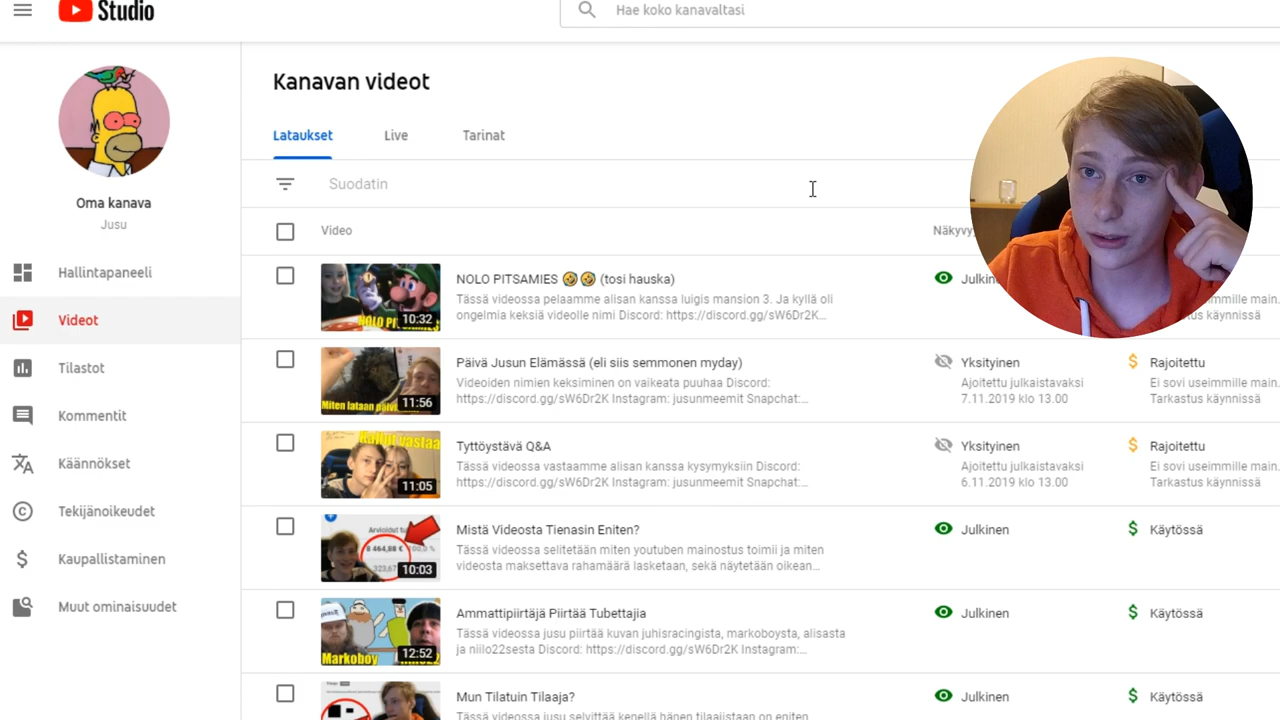 Studio
Hae koko kanavaltasi
Oma kanava
Jusu
Hallintapaneeli
Videot
Tilastot
Kommentit
Käännökset
Tekijänoikeudet
Kaupallistaminen
Muut ominaisuudet
Kanavan videot
Lataukset Live Tarinat
Suodatin
Video
NOLO PITSAMIES 🤣🤣 (tosi hauska)
Tässä videossa pelaamme alisan kanssa luigis mansion 3. Ja kyllä oli
ongelmia keksiä videolle nimi Discord: https://discord.gg/sW6Dr2K...
10:32
Päivä Jusun Elämässä (eli siis semmonen myday)
Videoiden nimien keksiminen on vaikeata puuhaa Discord:
https://discord.gg/sW6Dr2K Instagram: jusunmeemit Snapchat:...
Miten lataan
11:56
Yksityinen
Ajoitettu julkaistavaksi
7.11.2019 klo 13.00
Rajoitettu
Ei sovi useimmille main.
Tarkastus käynnissä
Tyttöystävä Q&A
Tässä videossa vastaamme alisan kanssa kysymyksiin Discord:
https://discord.gg/sW6Dr2K Instagram: jusunmeemit Snapchat:...
11:05
Yksityinen
Ajoitettu julkaistavaksi
6.11.2019 klo 13.00
Rajoitettu
Ei sovi useimmille main.
Tarkastus käynnissä
Mistä Videosta Tienasin Eniten?
Tässä videossa selitetään miten youtuben mainostus toimii ja miten
videosta maksettava rahamäärä lasketaan, sekä näytetään oikean...
8 464,88 €
10:03
Julkinen
Käytössä
Ammattipiirtäjä Piirtää Tubettajia
Tässä videossa jusu piirtää kuvan juhisracingista, markoboysta, alisasta
ja niilo22sesta Discord: https://discord.gg/sW6Dr2K Instagram:...
Markoboy
12:52
Julkinen
Käytössä
Mun Tilatuin Tilaaja?
Tässä videossa jusu selvittää kenellä hänen tilaajistaan on eniten
Julkinen
Käytössä